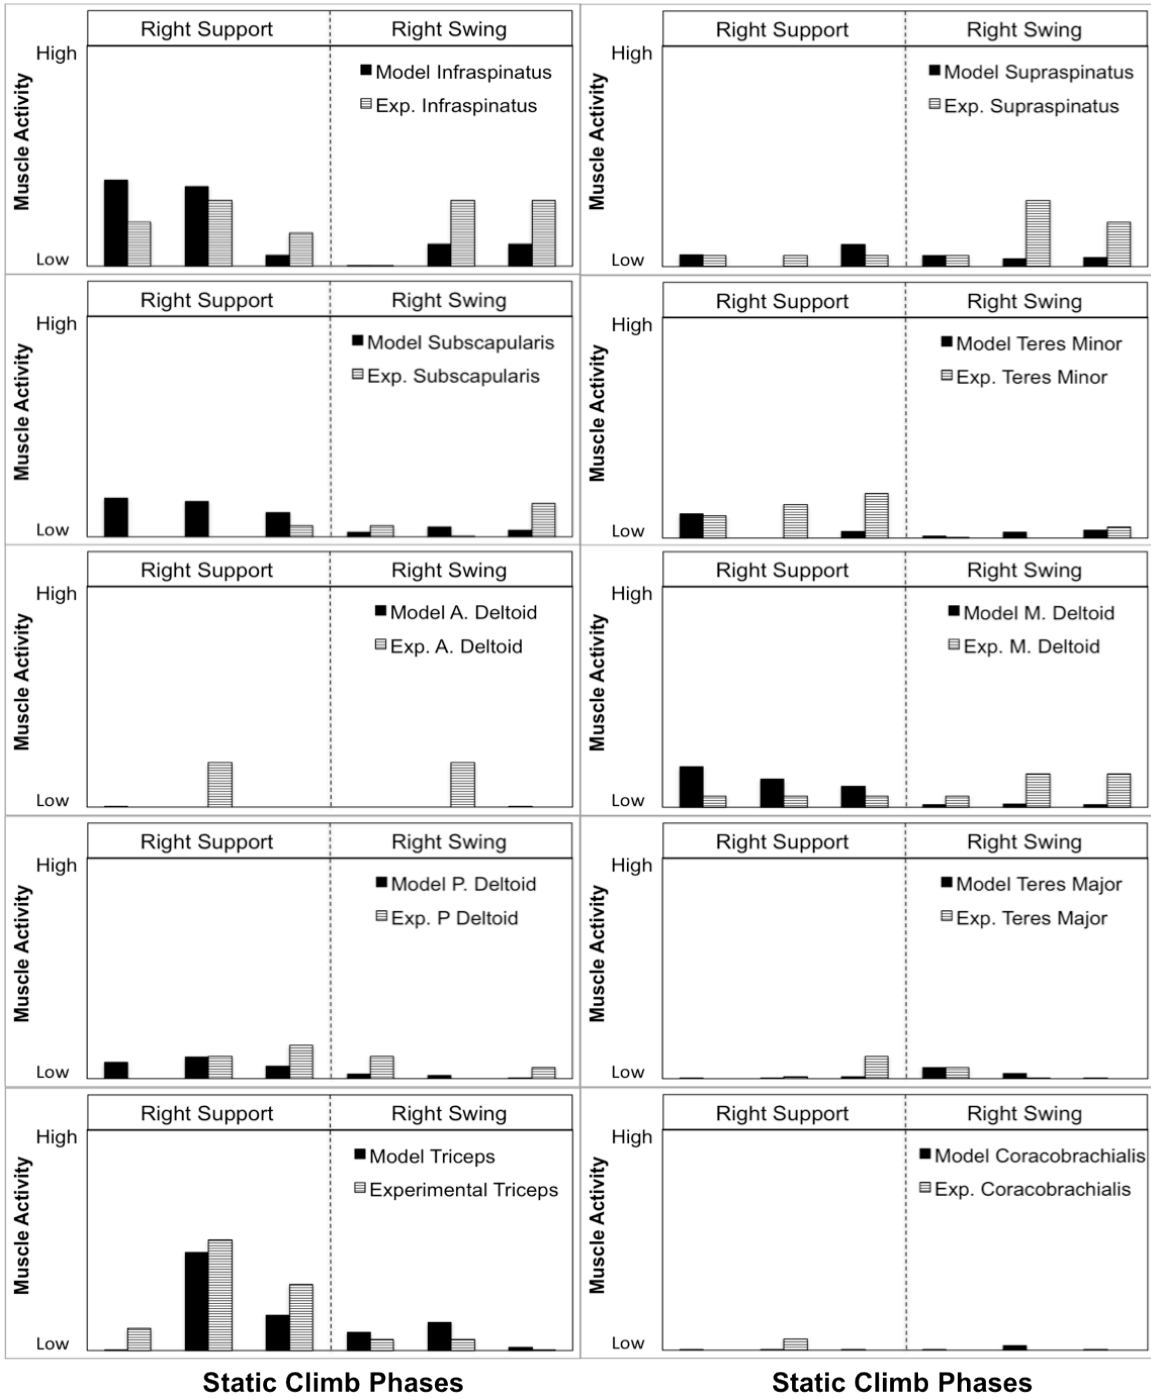 Right Support Right Swing
High
Muscle Activity
Model Infraspinatus
Exp. Infraspinatus
Low
Right Support Right Swing
High
Muscle Activity
Model Supraspinatus
Exp. Supraspinatus
Low
Right Support Right Swing
High
Muscle Activity
Model Subscapularis
Exp. Subscapularis
Low
Right Support Right Swing
High
Muscle Activity
Model Teres Minor
Exp. Teres Minor
Low
Right Support Right Swing
High
Muscle Activity
Model A. Deltoid
Exp. A. Deltoid
Low
Right Support Right Swing
High
Muscle Activity
Model M. Deltoid
Exp. M. Deltoid
Low
Right Support Right Swing
High
Muscle Activity
Model P. Deltoid
Exp. P Deltoid
Low
Right Support Right Swing
High
Muscle Activity
Model Teres Major
Exp. Teres Major
Low
Right Support Right Swing
High
Muscle Activity
Model Triceps
Experimental Triceps
Low
Right Support Right Swing
High
Muscle Activity
Model Coracobrachialis
Exp. Coracobrachialis
Low
Static Climb Phases
Static Climb Phases